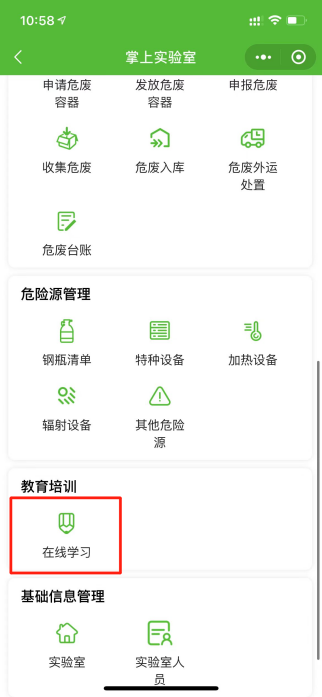 10:58
掌上实验室
申请危废 发放危废 申报危废
容器 容器
收集危废 危废入库 危废外运
处置
危废台账
危险源管理
钢瓶清单 特种设备 加热设备
辐射设备 其他危险
源
教育培训
在线学习
基础信息管理
实验室 实验室人
员